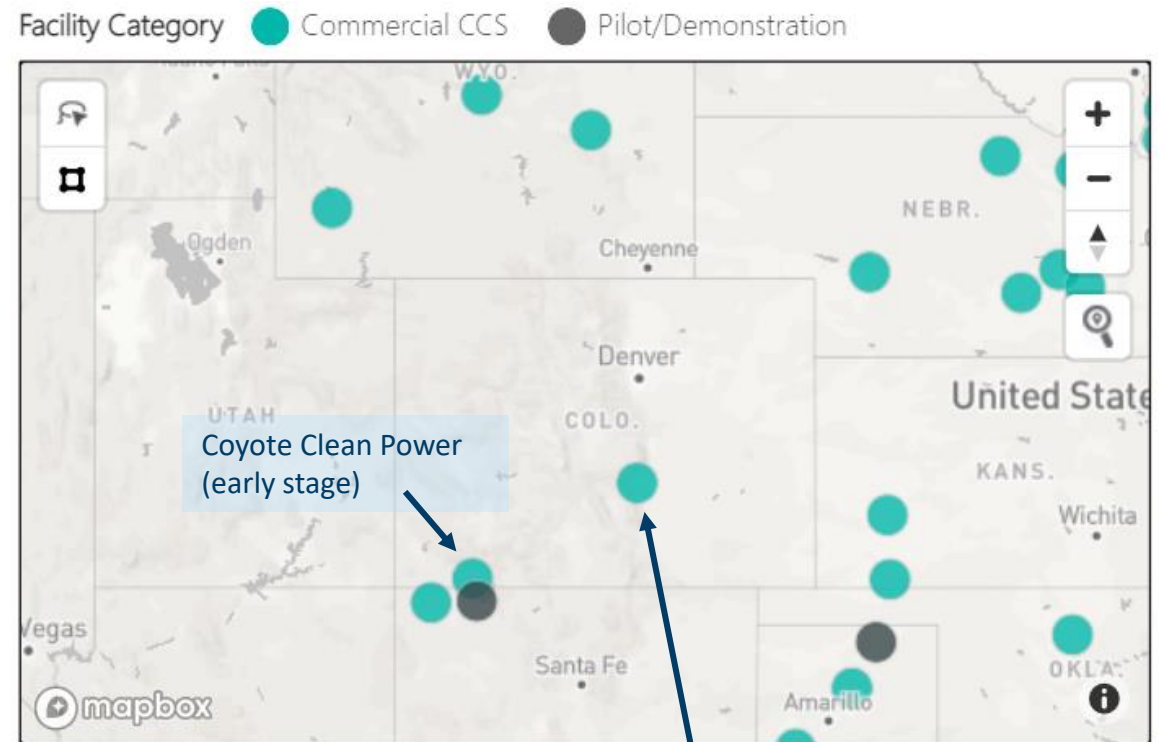 Facility Category Commercial CCS Pilot/Demonstration
WYO.
Ogden
NEBR.
Cheyenne
Denver
United State
UTAH
COLO.
Coyote Clean Power
(early stage)
KANS.
Wichita
Vegas
Santa Fe
OKLA.
Amarillo
mapbox